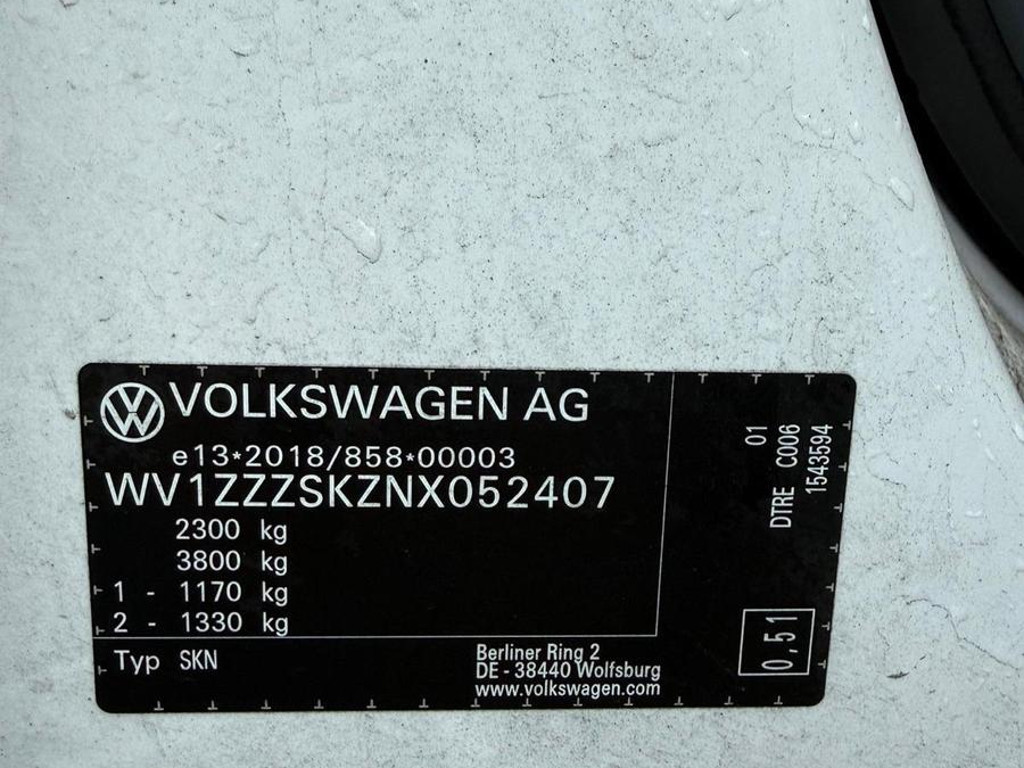 VOLKSWAGEN AG
e13*2018/858*00003
WV1ZZZSKZNX052407
2300 kg
3800 kg
1 - 1170 kg
2 - 1330 kg
Typ SKN
Berliner Ring 2
DE - 38440 Wolfsburg
www.volkswagen.com
01
DTRE C006
1543594
0,51